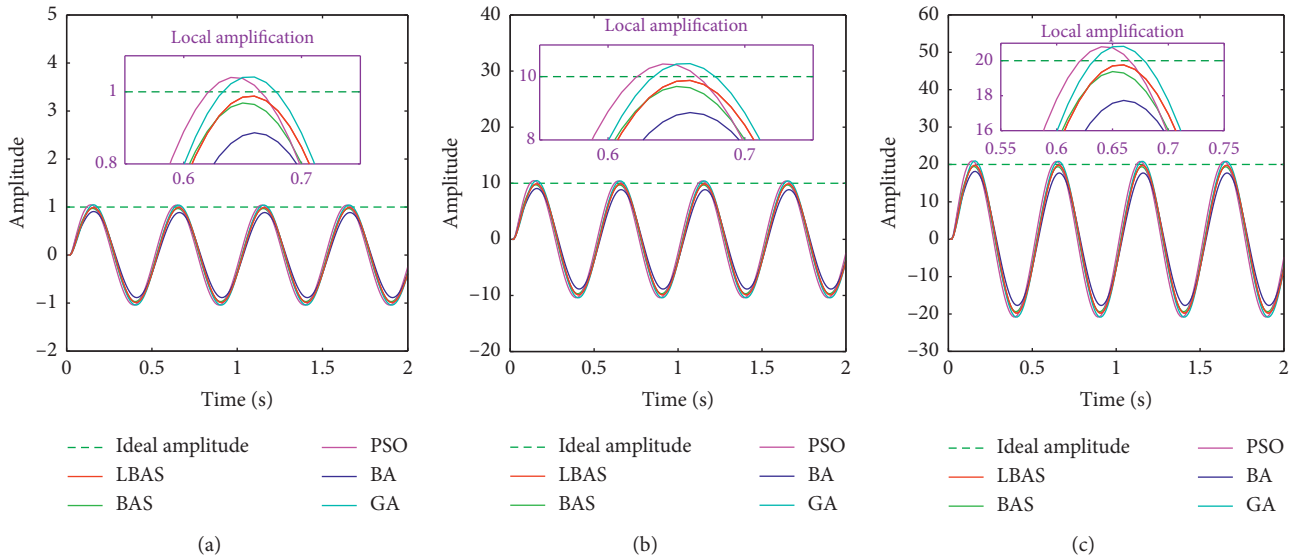 5
4
3
2
1
0
−1
−2
Amplitude
0
0.5
1
1.5
2
Time (s)
Local amplification
1
0.8
0.6
0.7
Ideal amplitude
LBAS
BAS
PSO
BA
GA
(a)
40
30
20
10
0
−10
−20
Amplitude
0
0.5
1
1.5
2
Time (s)
Local amplification
10
8
0.6
0.7
Ideal amplitude
LBAS
BAS
PSO
BA
GA
(b)
60
50
40
30
20
10
0
−10
−20
−30
Amplitude
0
0.5
1
1.5
2
Time (s)
Local amplification
20
18
16
0.55
0.6
0.65
0.7
0.75
Ideal amplitude
LBAS
BAS
PSO
BA
GA
(c)